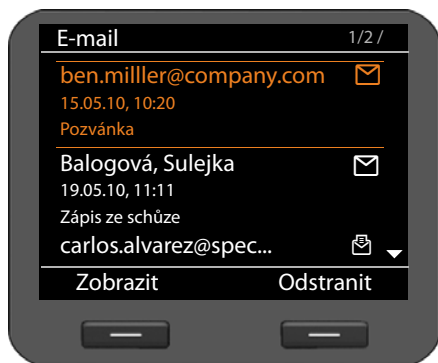 E-mail 1/2 /
ben.milller@company.com
15.05.10, 10:20
Pozvánka
Balogová, Sulejka
19.05.10, 11:11
Zápis ze schůze
carlos.alvarez@spec...
Zobrazit Odstranit